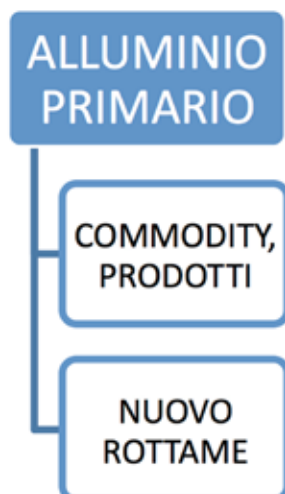 ALLUMINIO
PRIMARIO
COMMODITY,
PRODOTTI
NUOVO
ROTTAME